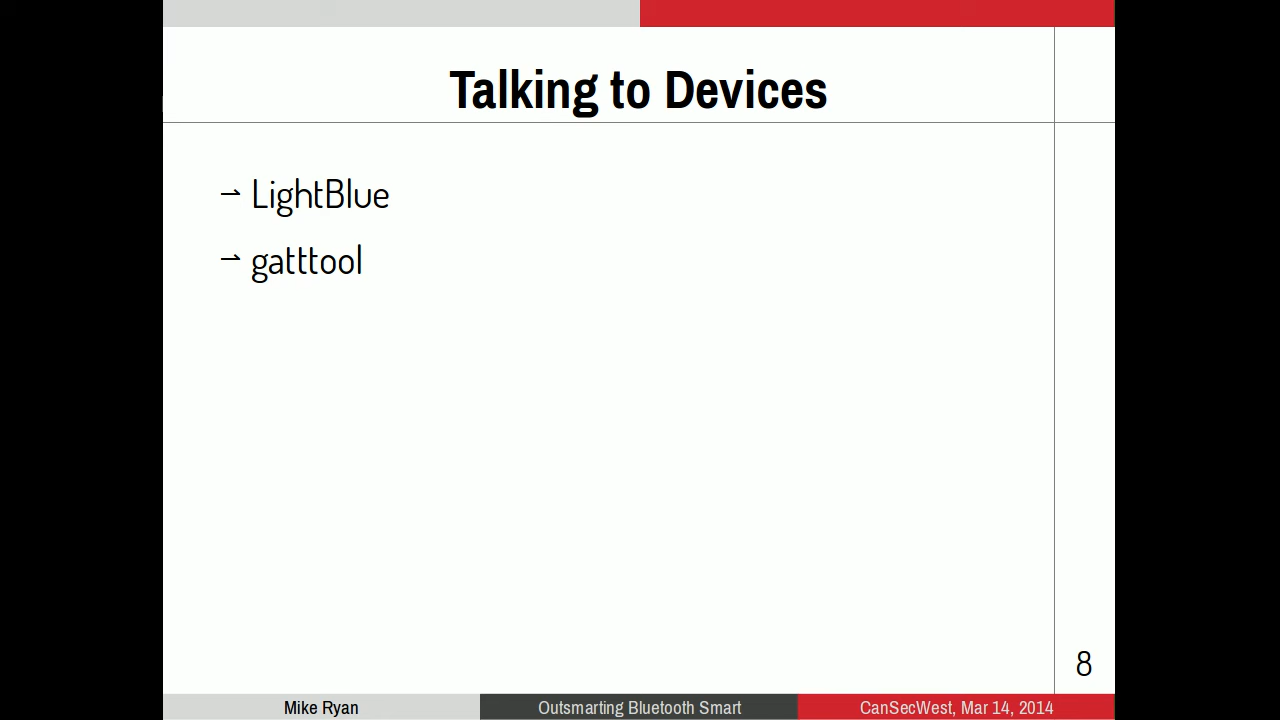 Talking to Devices
⇀ LightBlue
⇀ gatttool
8
Mike Ryan
Outsmarting Bluetooth Smart
CanSecWest, Mar 14, 2014